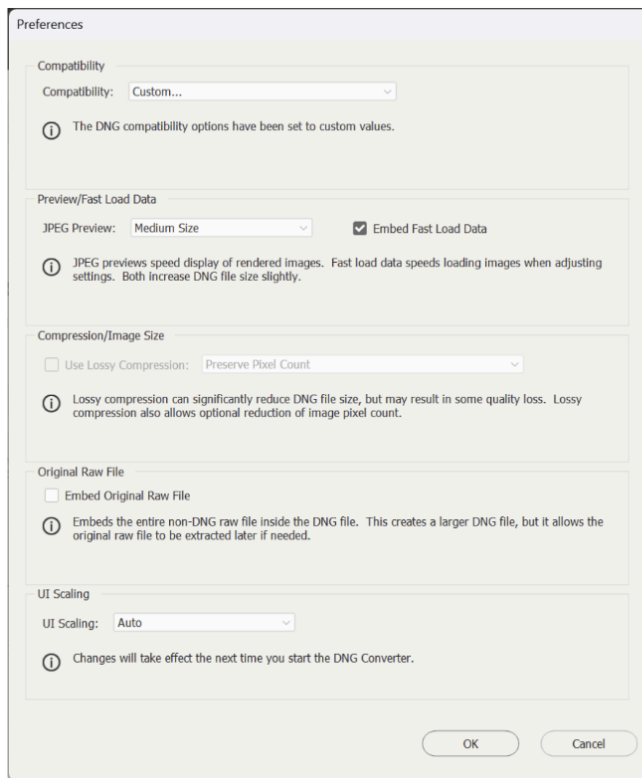 Preferences
Compatibility
Compatibility: Custom...
The DNG compatibility options have been set to custom values.
Preview/Fast Load Data
JPEG Preview: Medium Size Embed Fast Load Data
JPEG previews speed display of rendered images. Fast load data speeds loading images when adjusting
settings. Both increase DNG file size slightly.
Compression/Image Size
Use Lossy Compression: Preserve Pixel Count
Lossy compression can significantly reduce DNG file size, but may result in some quality loss. Lossy
compression also allows optional reduction of image pixel count.
Original Raw File
Embed Original Raw File
Embeds the entire non-DNG raw file inside the DNG file. This creates a larger DNG file, but it allows the
original raw file to be extracted later if needed.
UI Scaling
UI Scaling: Auto
Changes will take effect the next time you start the DNG Converter.
OK Cancel